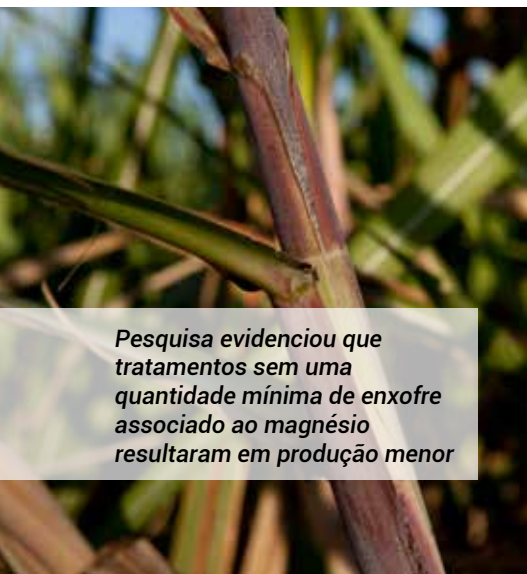 Pesquisa evidenciou que
tratamentos sem uma
quantidade mínima de enxofre
associado ao magnésio
resultaram em produção menor